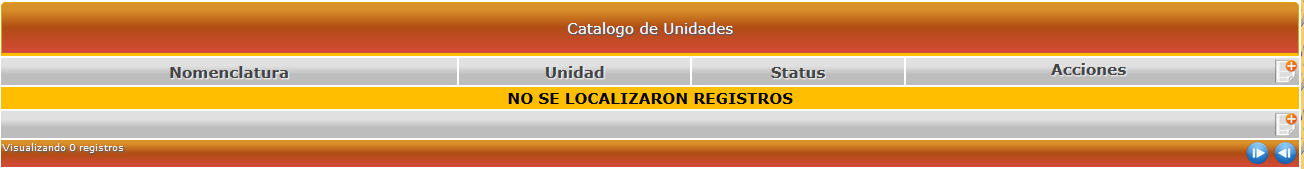 Catalogo de Unidades
Nomenclatura Unidad Status Acciones
NO SE LOCALIZARON REGISTROS
Visualizando 0 registros